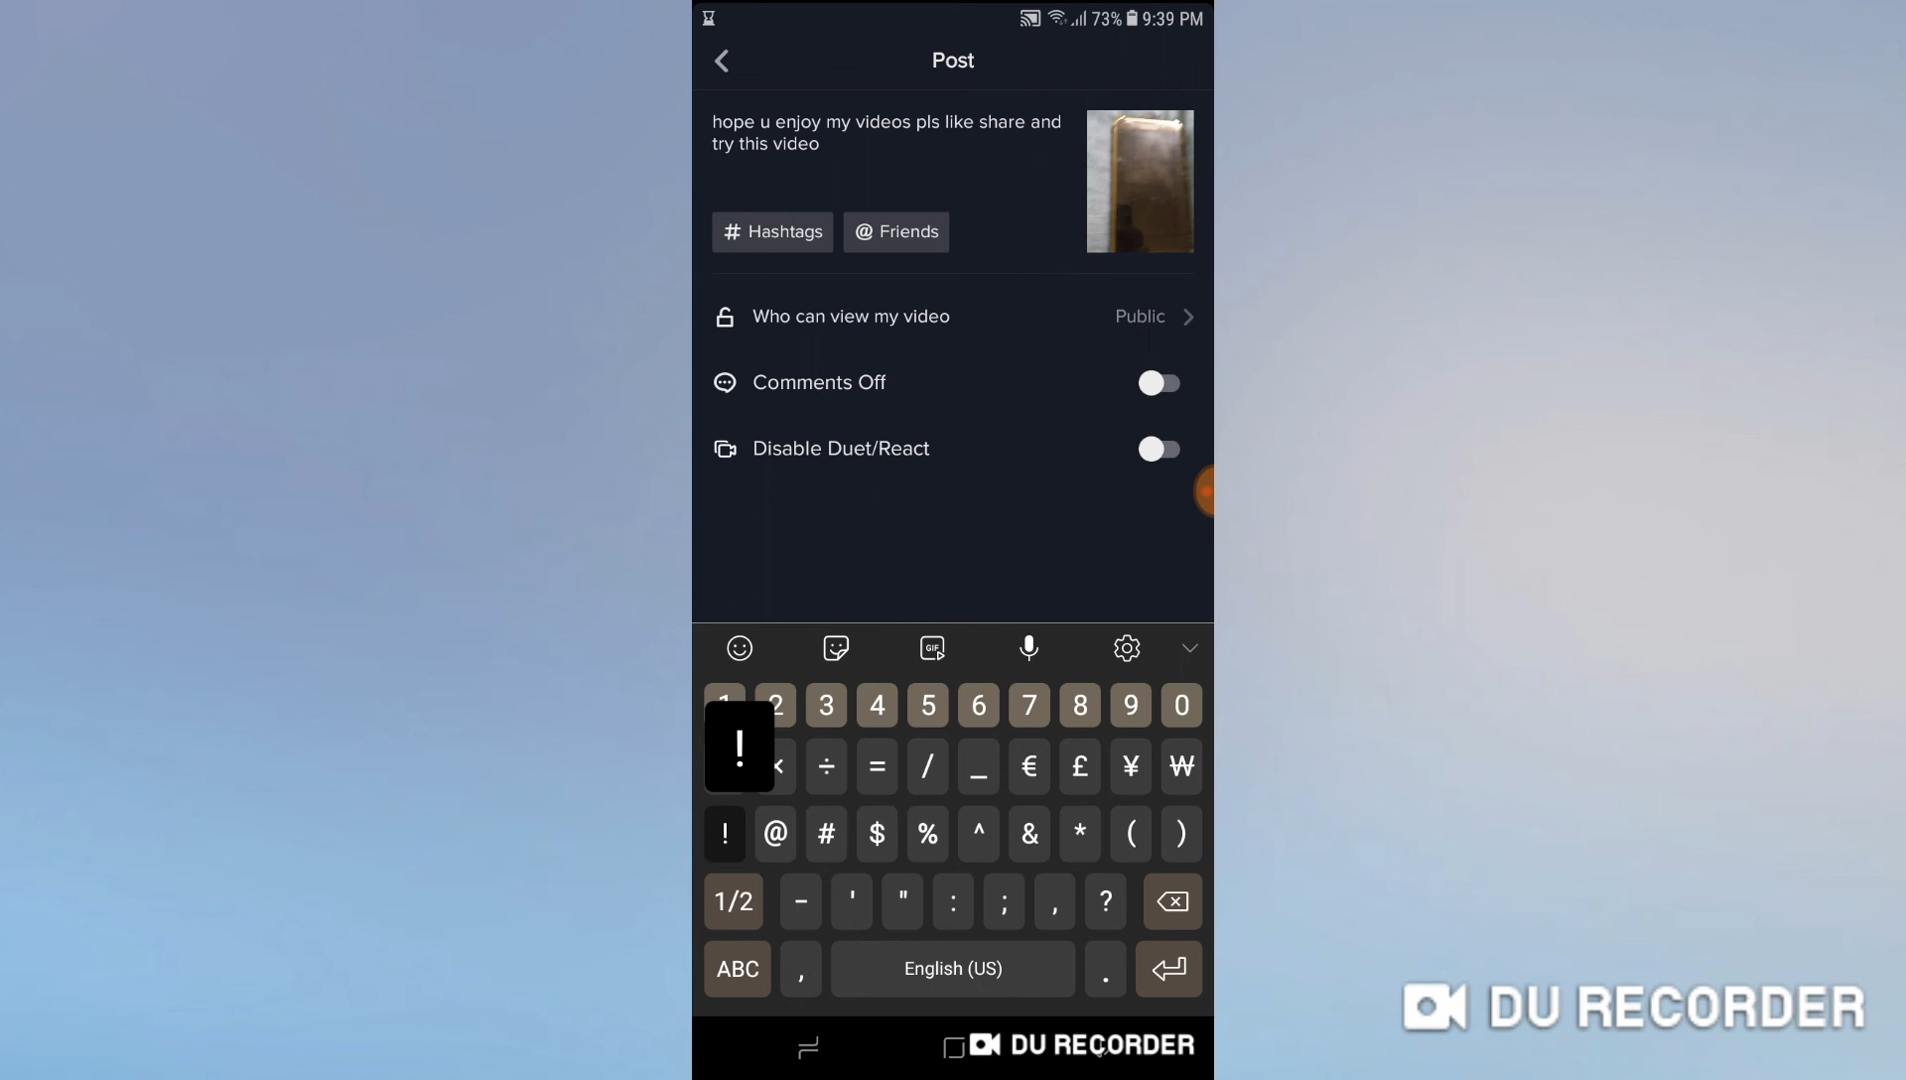 73% 9:39 PM
Post
hope u enjoy my videos pls like share and
try this video
# Hashtags
@ Friends
Who can view my video
Public
Comments Off
Disable Duet/React
GIF
1 2 3 4 5 6 7 8 9 0
! × ÷ = / _ € £ ¥ ₩
! @ # $ % ^ & * ( )
1/2 - ' " : ; , ?
ABC , English (US) .
DU RECORDER
DU RECORDER